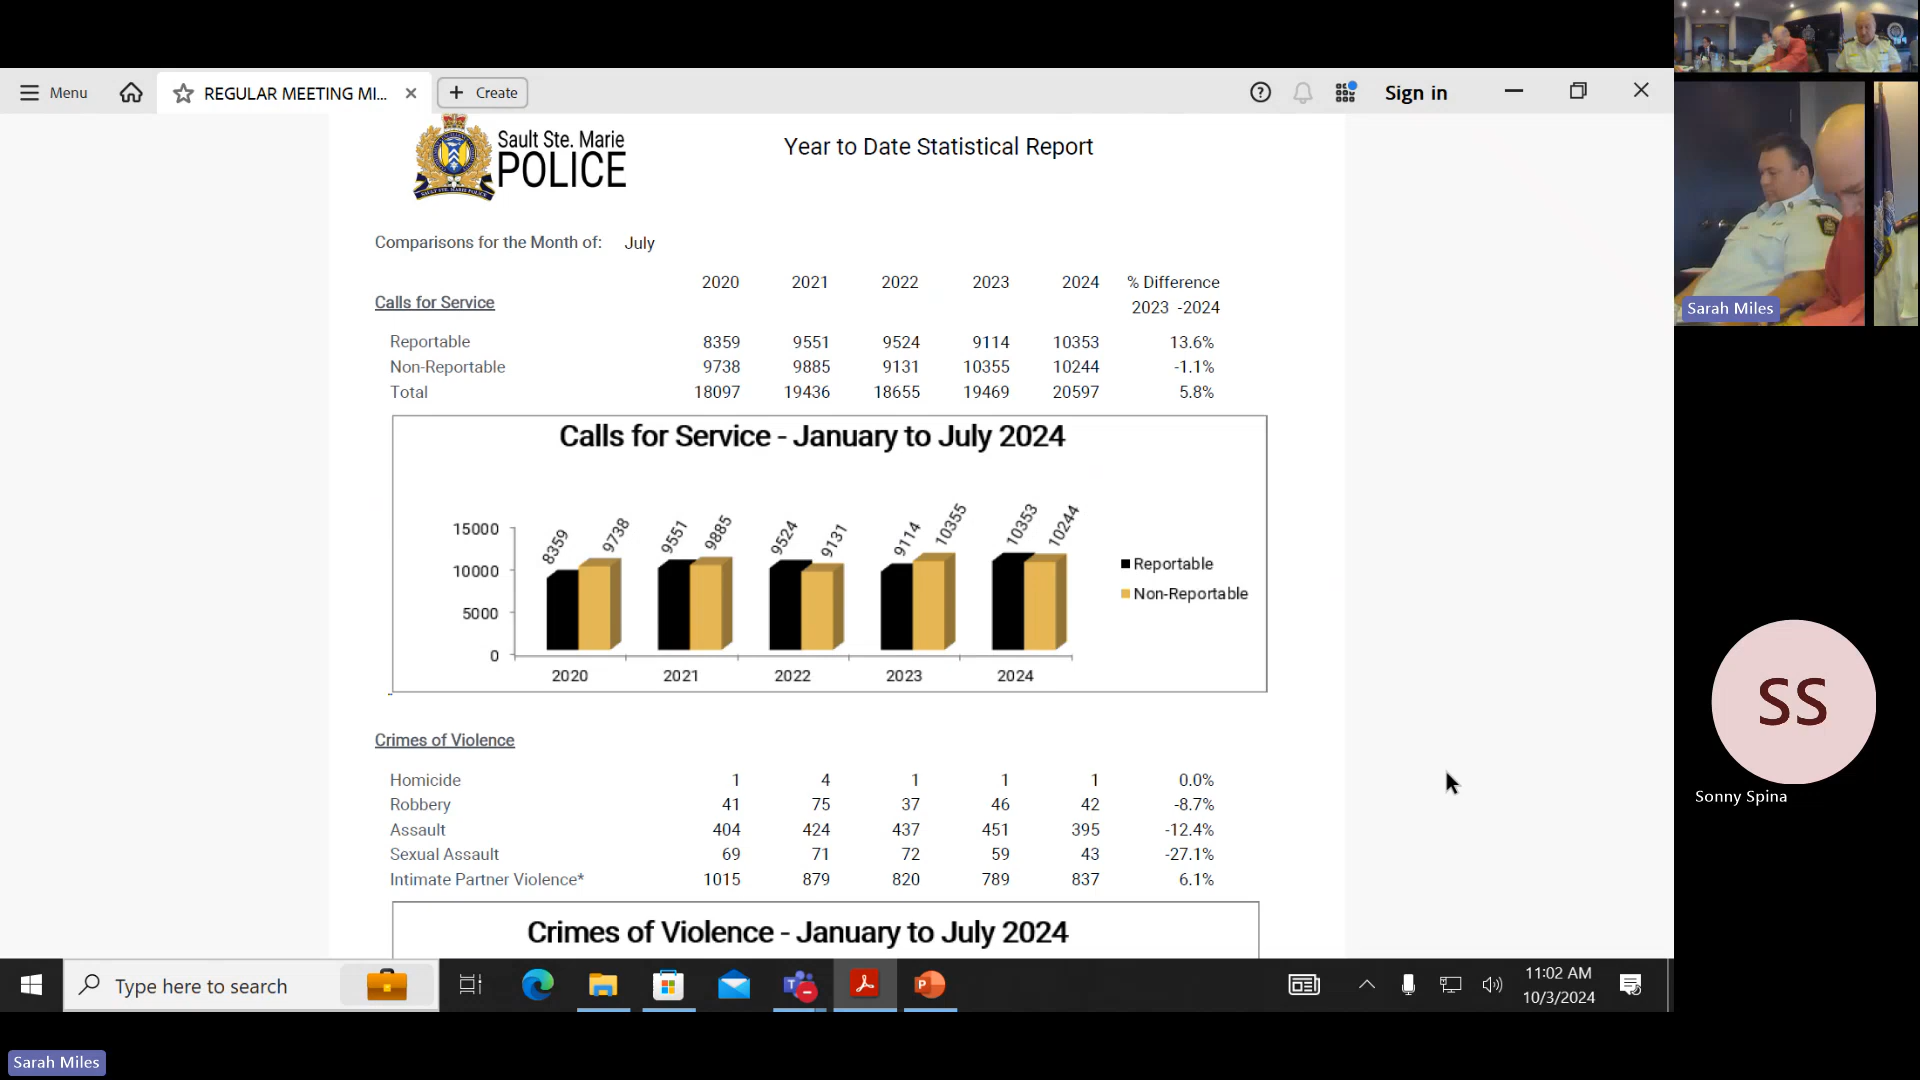 Menu
REGULAR MEETING MI...
Create
Sign in
Sault Ste. Marie
POLICE
Year to Date Statistical Report
Comparisons for the Month of: July
2020 2021 2022 2023 2024 % Difference
Calls for Service 2023 -2024
Reportable 8359 9551 9524 9114 10353 13.6%
Non-Reportable 9738 9885 9131 10355 10244 -1.1%
Total 18097 19436 18655 19469 20597 5.8%
Calls for Service - January to July 2024
8359 9738 9551 9885 9524 9131 9114 10355 10353 10244
15000
10000
5000
0
2020 2021 2022 2023 2024
Reportable
Non-Reportable
Crimes of Violence
Homicide 1 4 1 1 1 0.0%
Robbery 41 75 37 46 42 -8.7%
Assault 404 424 437 451 395 -12.4%
Sexual Assault 69 71 72 59 43 -27.1%
Intimate Partner Violence* 1015 879 820 789 837 6.1%
Crimes of Violence - January to July 2024
Type here to search
11:02 AM
10/3/2024
Sarah Miles
SS
Sonny Spina
Sarah Miles